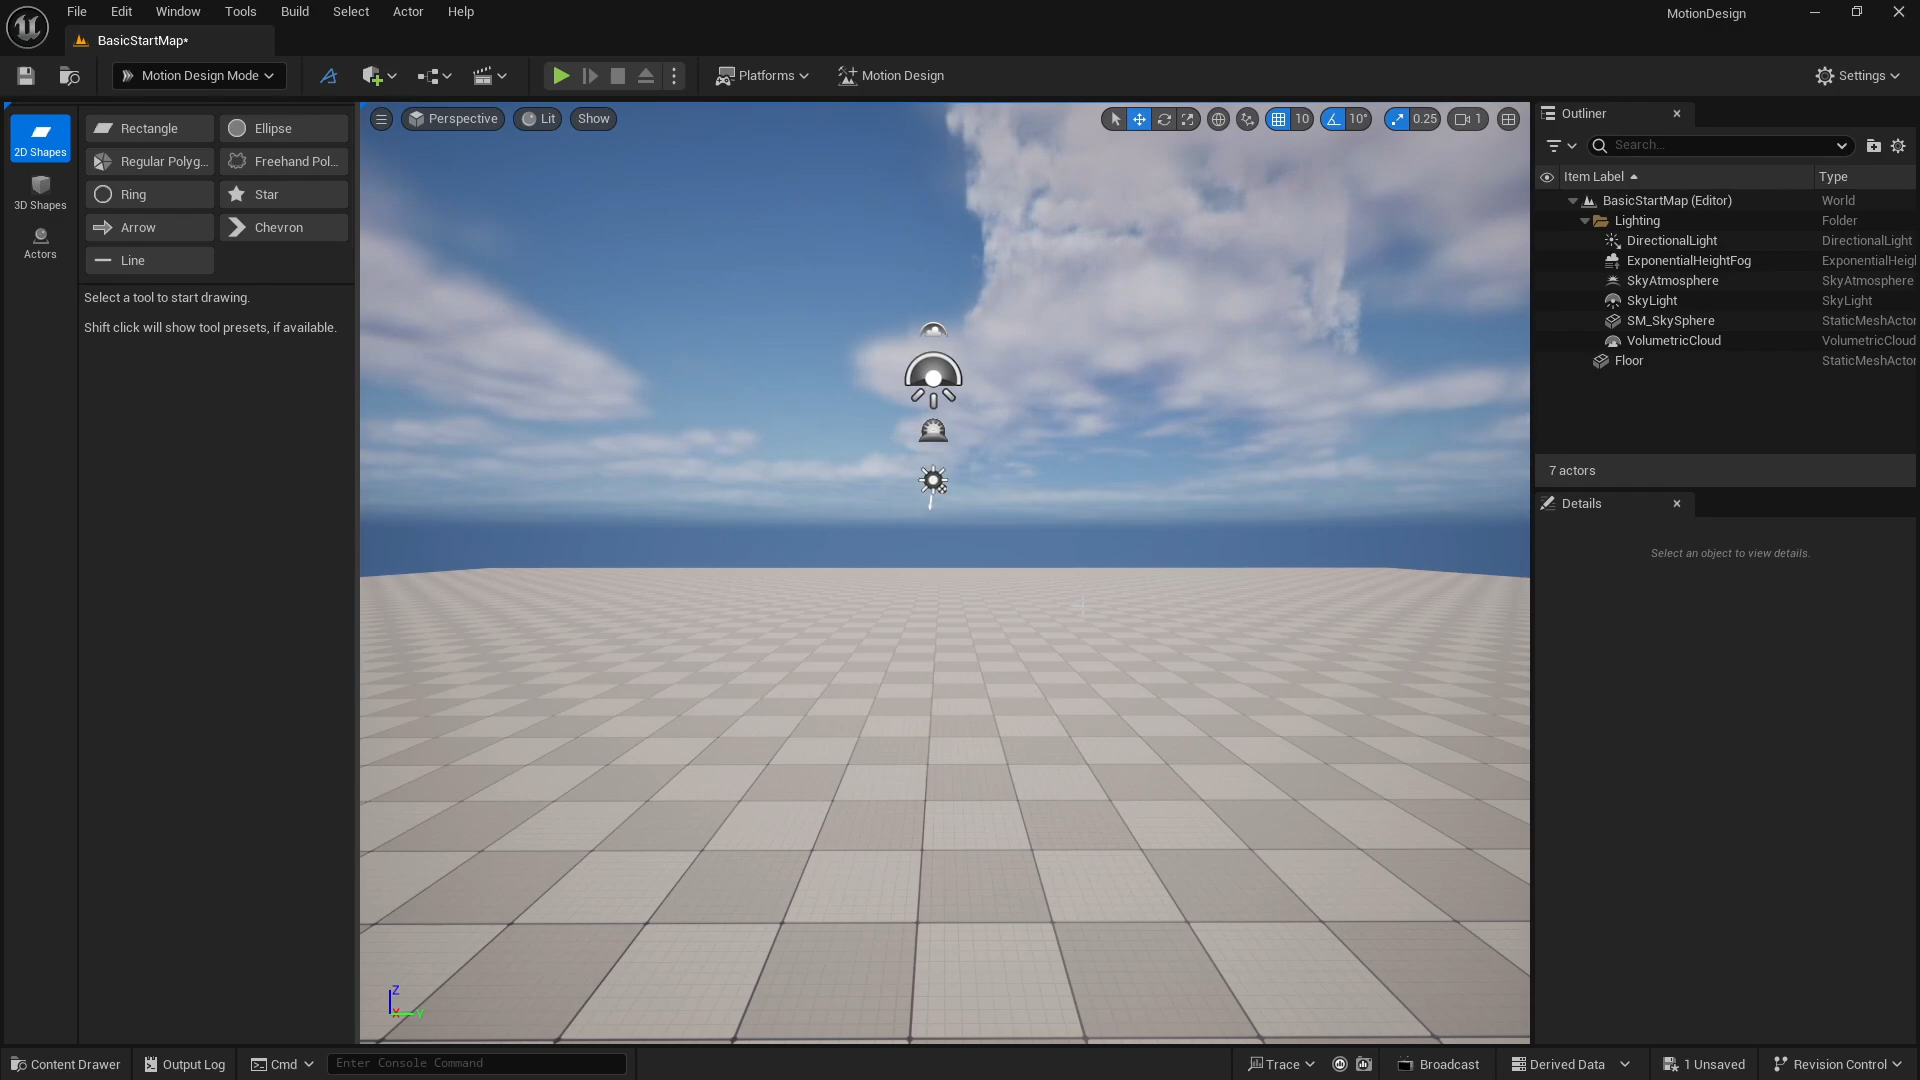 File Edit Window Tools Build Select Actor Help
MotionDesign
BasicStartMap*
Motion Design Mode
Platforms
Motion Design
Settings
2D Shapes
3D Shapes
Actors
Rectangle
Ellipse
Regular Polyg...
Freehand Pol...
Ring
Star
Arrow
Chevron
Line
Select a tool to start drawing.
Shift click will show tool presets, if available.
Perspective
Lit
Show
10
10°
0.25
1
Z
X
Y
Outliner
Search...
Item Label
Type
BasicStartMap (Editor) World
Lighting Folder
DirectionalLight DirectionalLight
ExponentialHeightFog ExponentialHeigl
SkyAtmosphere SkyAtmosphere
SkyLight SkyLight
SM_SkySphere StaticMeshActor
VolumetricCloud VolumetricCloud
Floor StaticMeshActor
7 actors
Details
Select an object to view details.
Content Drawer
Output Log
Cmd
Enter Console Command
Trace
Broadcast
Derived Data
1 Unsaved
Revision Control